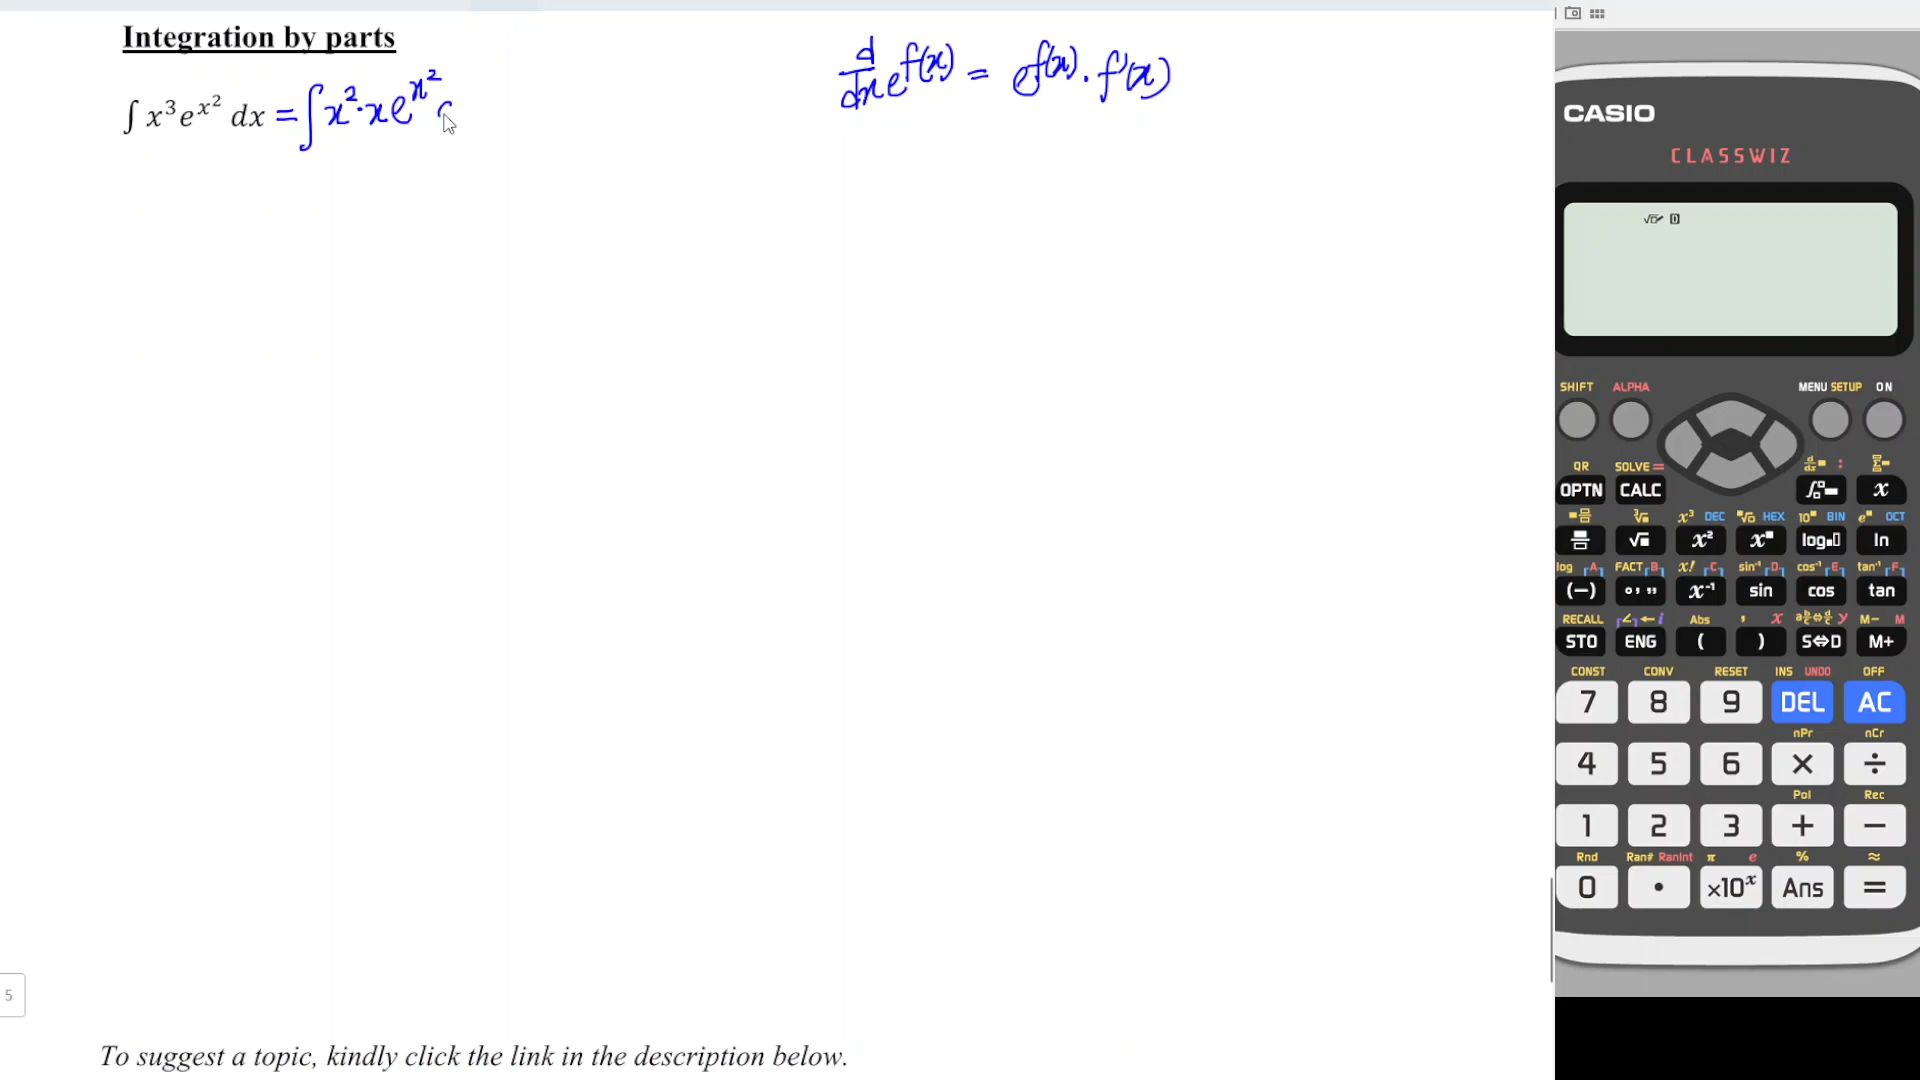 Integration by parts
∫ x³e^{x²} dx = ∫ x² · x e^{x²}
d/dx e^{f(x)} = e^{f(x)} . f'(x)
CASIO
CLASSWIZ
SHIFT ALPHA MENU SETUP ON
QR SOLVE = d/dx : Σ
OPTN CALC ∫ x
³√ x³ DEC √ HEX 10^■ BIN e^■ OCT
√■ x² x^■ log ln
log A FACT B x! C sin⁻¹ D cos⁻¹ E tan⁻¹ F
(−) ° ’ ” x⁻¹ sin cos tan
RECALL ∠ ← i Abs , x a b/c⇔d/c y M− M
STO ENG ( ) S⇔D M+
CONST CONV RESET INS UNDO OFF
7 8 9 DEL AC
nPr nCr
4 5 6 × ÷
Pol Rec
1 2 3 + −
Rnd Ran# RanInt π e % ≈
0 • ×10ˣ Ans =
5
To suggest a topic, kindly click the link in the description below.